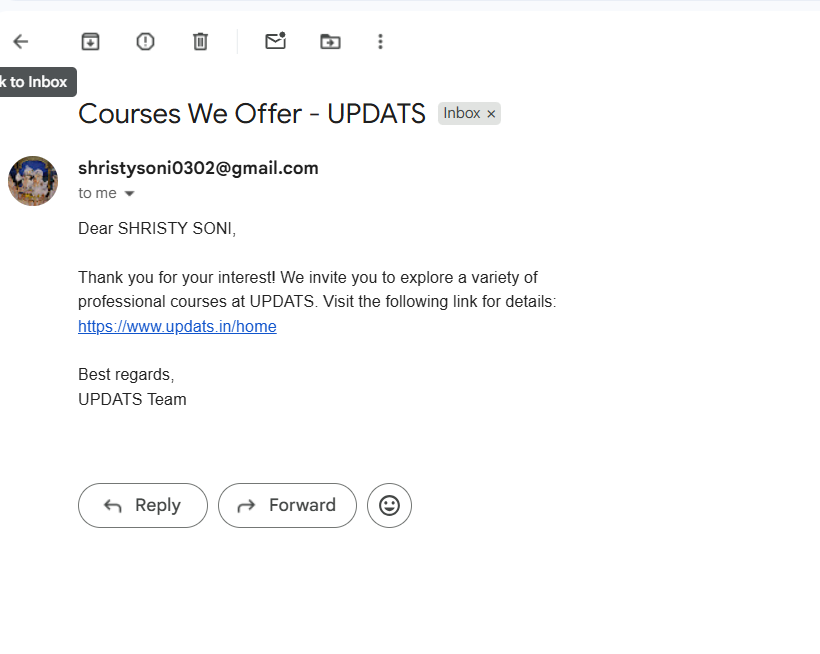 k to Inbox
Courses We Offer - UPDATS Inbox ×
shristysoni0302@gmail.com
to me
Dear SHRISTY SONI,
Thank you for your interest! We invite you to explore a variety of
professional courses at UPDATS. Visit the following link for details:
https://www.updats.in/home
Best regards,
UPDATS Team
Reply Forward